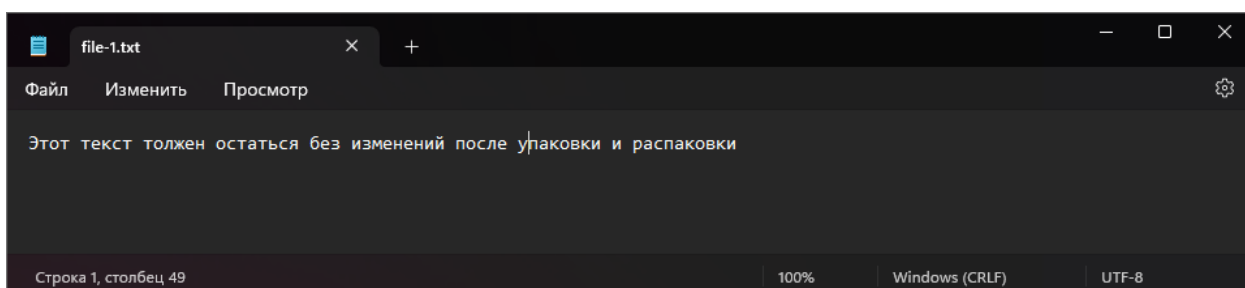 file-1.txt
Файл Изменить Просмотр
Этот текст толжен остаться без изменений после упаковки и распаковки
Строка 1, столбец 49 100% Windows (CRLF) UTF-8